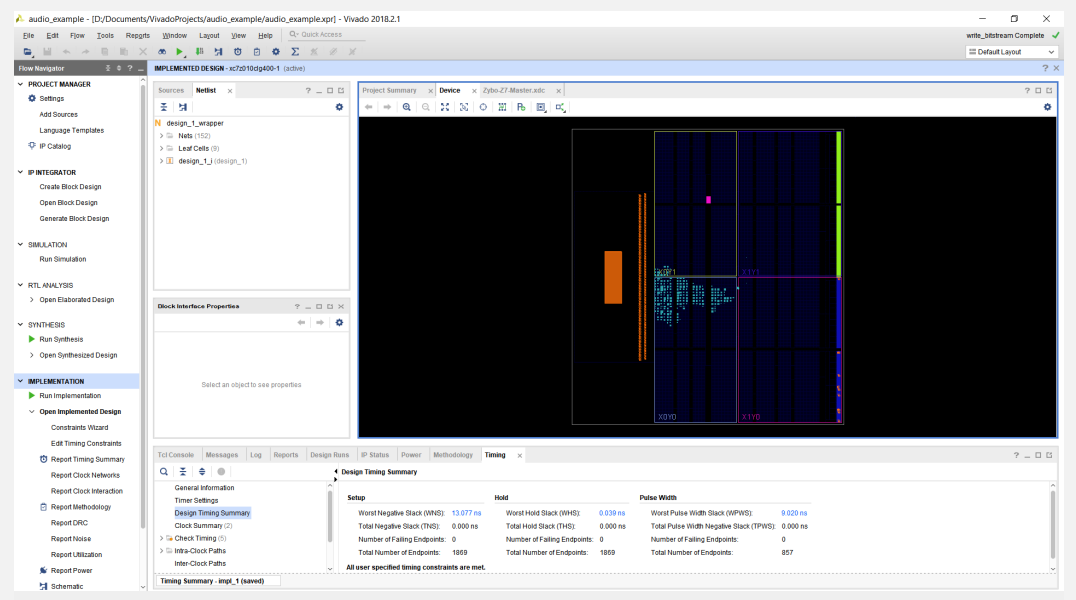 audio_example - [D:/Documents/VivadoProjects/audio_example/audio_example.xpr] - Vivado 2018.2.1
File Edit Flow Tools Reports Window Layout View Help Quick Access
write_bitstream Complete
Default Layout
Flow Navigator
PROJECT MANAGER
Settings
Add Sources
Language Templates
IP Catalog
IP INTEGRATOR
Create Block Design
Open Block Design
Generate Block Design
SIMULATION
Run Simulation
RTL ANALYSIS
Open Elaborated Design
SYNTHESIS
Run Synthesis
Open Synthesized Design
IMPLEMENTATION
Run Implementation
Open Implemented Design
Constraints Wizard
Edit Timing Constraints
Report Timing Summary
Report Clock Networks
Report Clock Interaction
Report Methodology
Report DRC
Report Noise
Report Utilization
Report Power
Schematic
IMPLEMENTED DESIGN - xc7z010clg400-1 (active)
Sources Netlist
N design_1_wrapper
Nets (152)
Leaf Cells (9)
design_1_i (design_1)
Block Interface Properties
Select an object to see properties
Project Summary Device Zybo-Z7-Master.xdc
X0Y1 X1Y1
X0Y0 X1Y0
Tcl Console Messages Log Reports Design Runs IP Status Power Methodology Timing
General Information
Timer Settings
Design Timing Summary
Clock Summary (2)
Check Timing (5)
Intra-Clock Paths
Inter-Clock Paths
Timing Summary - impl_1 (saved)
Design Timing Summary
Setup Hold Pulse Width
Worst Negative Slack (WNS): 13.077 ns Worst Hold Slack (WHS): 0.039 ns Worst Pulse Width Slack (WPWS): 9.020 ns
Total Negative Slack (TNS): 0.000 ns Total Hold Slack (THS): 0.000 ns Total Pulse Width Negative Slack (TPWS): 0.000 ns
Number of Failing Endpoints: 0 Number of Failing Endpoints: 0 Number of Failing Endpoints: 0
Total Number of Endpoints: 1869 Total Number of Endpoints: 1869 Total Number of Endpoints: 857
All user specified timing constraints are met.